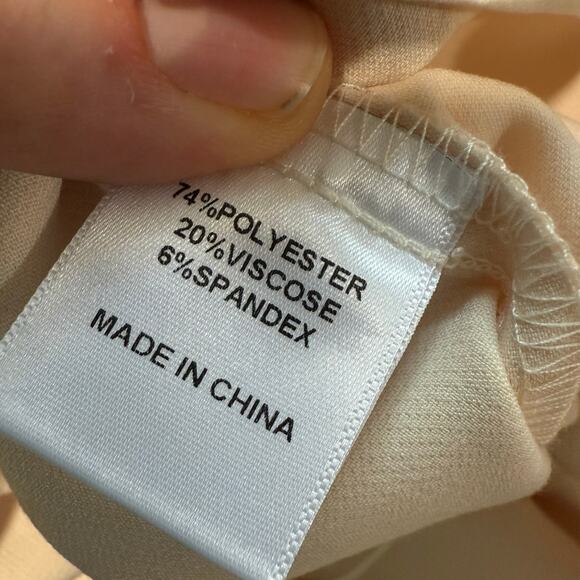 74%POLYESTER
20%VISCOSE
6%SPANDEX
MADE IN CHINA